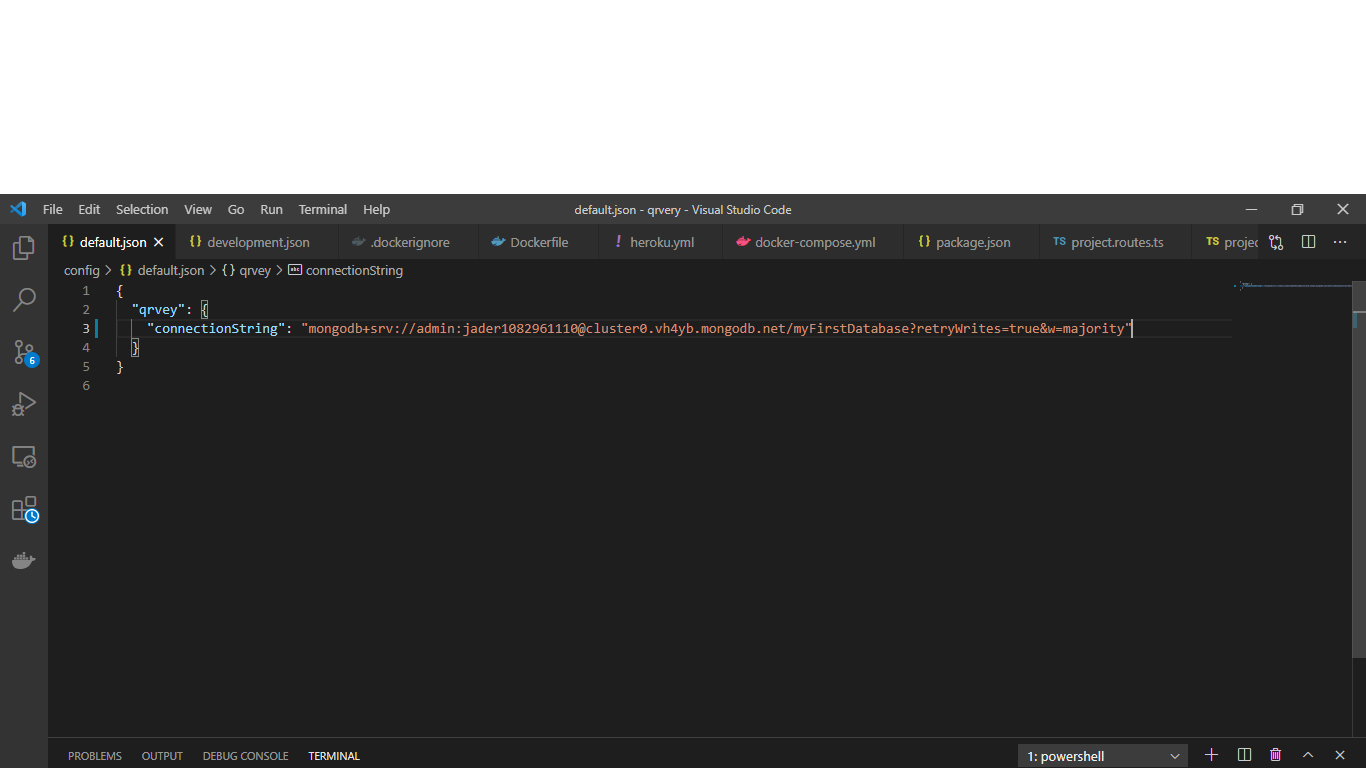 File Edit Selection View Go Run Terminal Help default.json - qrvery - Visual Studio Code
default.json development.json .dockerignore Dockerfile heroku.yml docker-compose.yml package.json project.routes.ts projec
config > default.json > {} qrvey > connectionString
1 {
2 "qrvey": {
3 "connectionString": "mongodb+srv://admin:jader1082961110@cluster0.vh4yb.mongodb.net/myFirstDatabase?retryWrites=true&w=majority"
4 }
5 }
6
6
PROBLEMS OUTPUT DEBUG CONSOLE TERMINAL 1: powershell